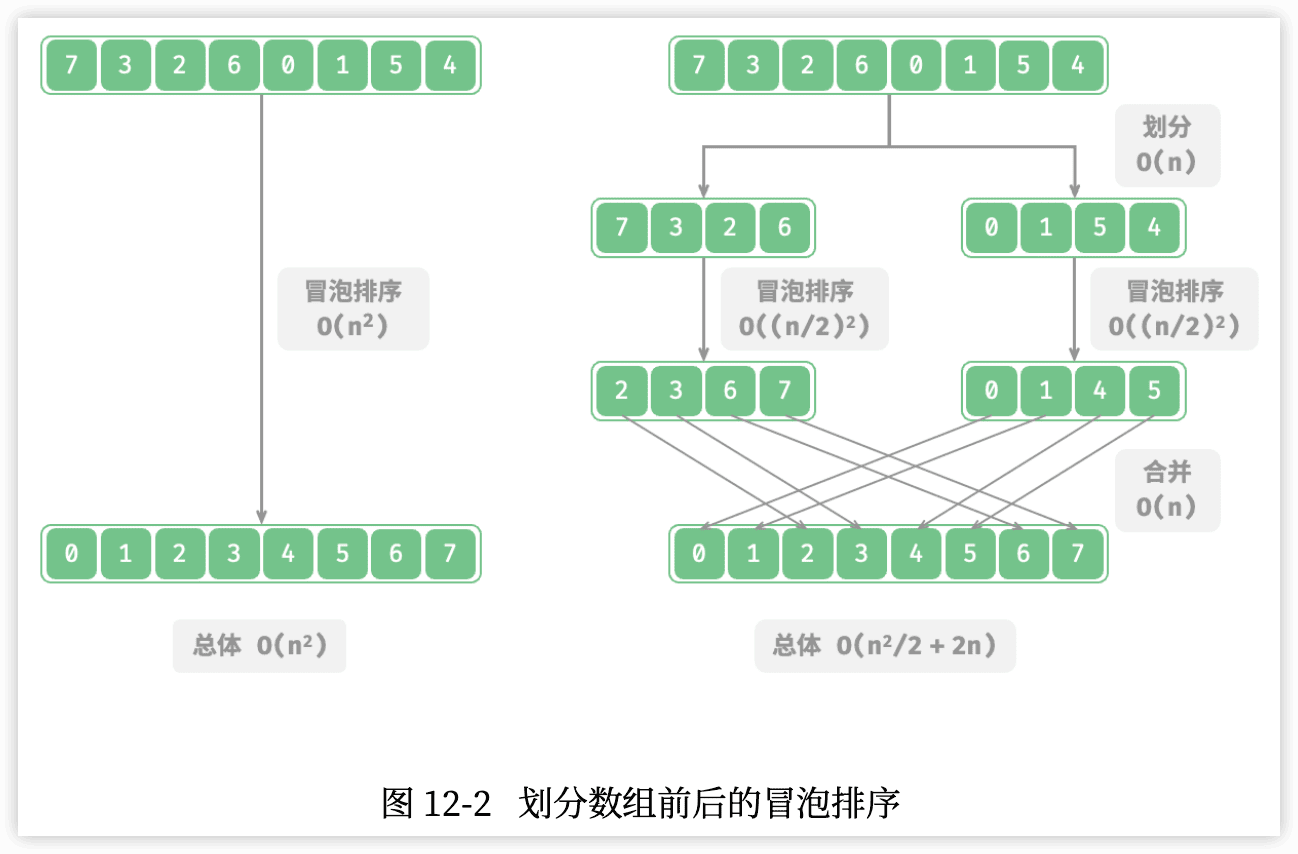 7 3 2 6 0 1 5 4
冒泡排序
O(n²)
0 1 2 3 4 5 6 7
总体 O(n²)
7 3 2 6 0 1 5 4
划分
O(n)
7 3 2 6
0 1 5 4
冒泡排序
O((n/2)²)
冒泡排序
O((n/2)²)
2 3 6 7
0 1 4 5
合并
O(n)
0 1 2 3 4 5 6 7
总体 O(n²/2 + 2n)
图 12-2 划分数组前后的冒泡排序